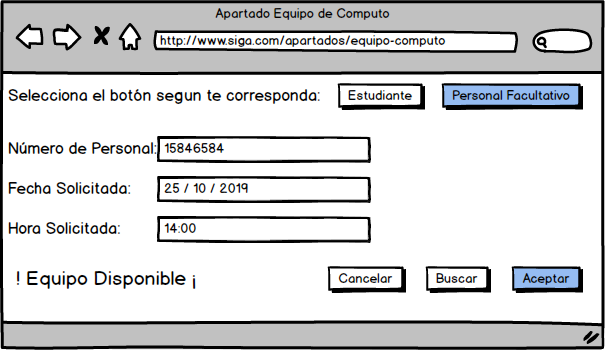 Apartado Equipo de Computo
http://www.siga.com/apartados/equipo-computo
Selecciona el botón segun te corresponda: Estudiante Personal Facultativo
Número de Personal: 15846584
Fecha Solicitada: 25 / 10 / 2019
Hora Solicitada: 14:00
! Equipo Disponible ¡ Cancelar Buscar Aceptar